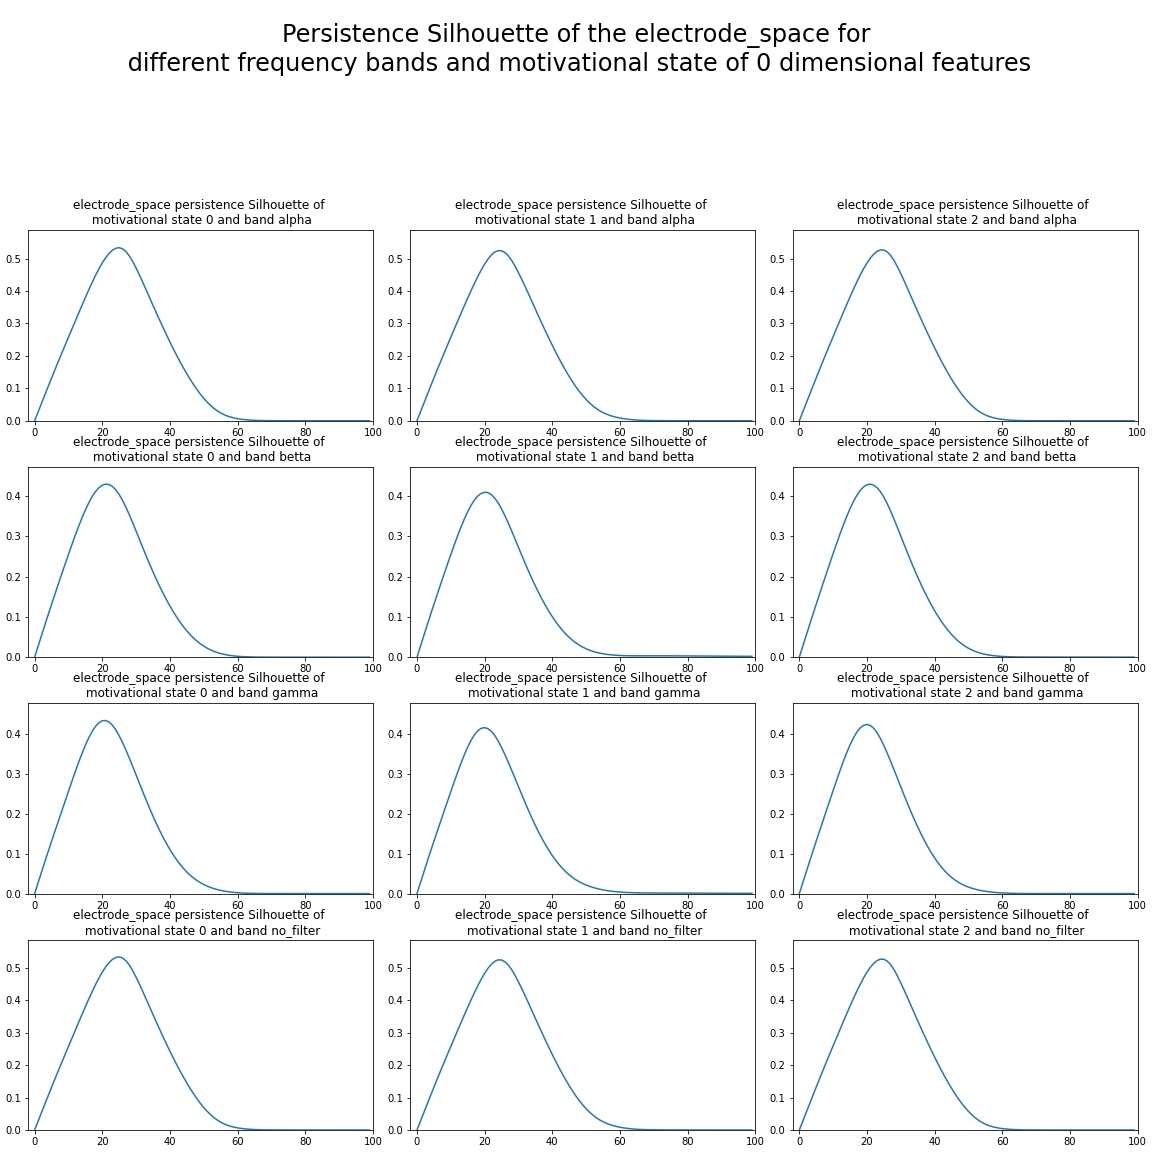 Persistence Silhouette of the electrode_space for
different frequency bands and motivational state of 0 dimensional features
electrode_space persistence Silhouette of
motivational state 0 and band alpha
electrode_space persistence Silhouette of
motivational state 1 and band alpha
electrode_space persistence Silhouette of
motivational state 2 and band alpha
0.5
0.4
0.3
0.2
0.1
0.0
0 20 40 60 80 100
0.5
0.4
0.3
0.2
0.1
0.0
0 20 40 60 80 100
0.5
0.4
0.3
0.2
0.1
0.0
0 20 40 60 80 100
electrode_space persistence Silhouette of
motivational state 0 and band betta
electrode_space persistence Silhouette of
motivational state 1 and band betta
electrode_space persistence Silhouette of
motivational state 2 and band betta
0.4
0.3
0.2
0.1
0.0
0 20 40 60 80 100
0.4
0.3
0.2
0.1
0.0
0 20 40 60 80 100
0.4
0.3
0.2
0.1
0.0
0 20 40 60 80 100
electrode_space persistence Silhouette of
motivational state 0 and band gamma
electrode_space persistence Silhouette of
motivational state 1 and band gamma
electrode_space persistence Silhouette of
motivational state 2 and band gamma
0.4
0.3
0.2
0.1
0.0
0 20 40 60 80 100
0.4
0.3
0.2
0.1
0.0
0 20 40 60 80 100
0.4
0.3
0.2
0.1
0.0
0 20 40 60 80 100
electrode_space persistence Silhouette of
motivational state 0 and band no_filter
electrode_space persistence Silhouette of
motivational state 1 and band no_filter
electrode_space persistence Silhouette of
motivational state 2 and band no_filter
0.5
0.4
0.3
0.2
0.1
0.0
0 20 40 60 80 100
0.5
0.4
0.3
0.2
0.1
0.0
0 20 40 60 80 100
0.5
0.4
0.3
0.2
0.1
0.0
0 20 40 60 80 100